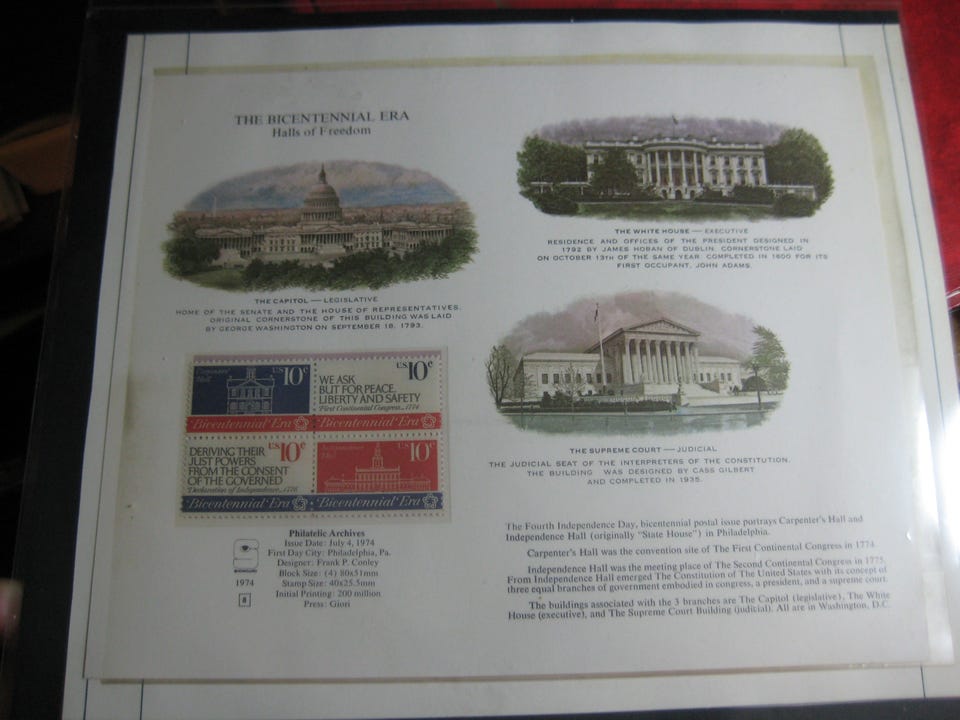 THE BICENTENNIAL ERA
Halls of Freedom
THE CAPITOL — LEGISLATIVE
HOME OF THE SENATE AND THE HOUSE OF REPRESENTATIVES.
ORIGINAL CORNERSTONE OF THIS BUILDING WAS LAID
BY GEORGE WASHINGTON ON SEPTEMBER 18, 1793.
THE WHITE HOUSE — EXECUTIVE
RESIDENCE AND OFFICES OF THE PRESIDENT DESIGNED IN
1792 BY JAMES HOBAN OF DUBLIN. CORNERSTONE LAID
ON OCTOBER 13TH OF THE SAME YEAR. COMPLETED IN 1800 FOR ITS
FIRST OCCUPANT, JOHN ADAMS.
THE SUPREME COURT — JUDICIAL
THE JUDICIAL SEAT OF THE INTERPRETERS OF THE CONSTITUTION.
THE BUILDING WAS DESIGNED BY CASS GILBERT
AND COMPLETED IN 1935.
Carpenters'
Hall
US 10c
Bicentennial Era
WE ASK
BUT FOR PEACE,
LIBERTY AND SAFETY
First Continental Congress, 1774
US 10c
Bicentennial Era
DERIVING THEIR
JUST POWERS
FROM THE CONSENT
OF THE GOVERNED
Declaration of Independence, 1776
US 10c
Bicentennial Era
Hall
US 10c
Bicentennial Era
Philatelic Archives
Issue Date: July 4, 1974
First Day City: Philadelphia, Pa.
Designer: Frank P. Conley
Block Size: (4) 80x51mm
Stamp Size: 40x25.5mm
Initial Printing: 200 million
Press: Giori
1974
8
The Fourth Independence Day, bicentennial postal issue portrays Carpenter's Hall and
Independence Hall (originally "State House") in Philadelphia.
Carpenter's Hall was the convention site of The First Continental Congress in 1774.
Independence Hall was the meeting place of The Second Continental Congress in 1775.
From Independence Hall emerged The Constitution of The United States with its concept of
three equal branches of government embodied in congress, a president, and a supreme court.
The buildings associated with the 3 branches are The Capitol (legislative), The White
House (executive), and The Supreme Court Building (judicial). All are in Washington, D.C.